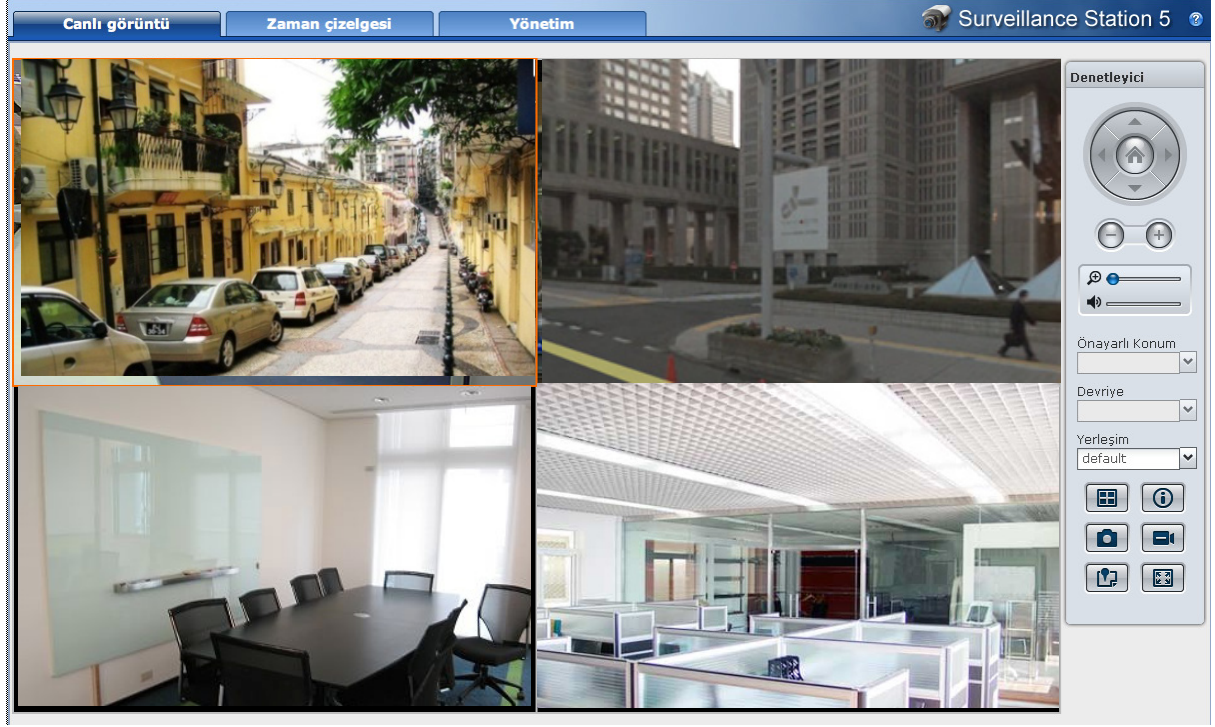 Canlı görüntü
Zaman çizelgesi
Yönetim
Surveillance Station 5
?
Denetleyici
Önayarlı Konum
Devriye
Yerleşim
default